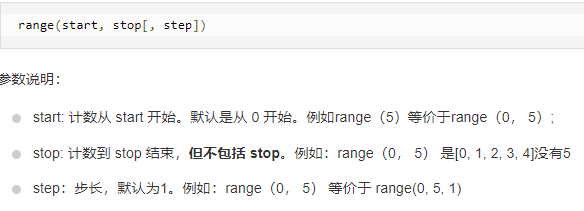 range(start, stop[, step])
参数说明：
start: 计数从 start 开始。默认是从 0 开始。例如range（5）等价于range（0， 5）;
stop: 计数到 stop 结束，但不包括 stop。例如：range（0， 5） 是[0, 1, 2, 3, 4]没有5
step：步长，默认为1。例如：range（0， 5） 等价于 range(0, 5, 1)